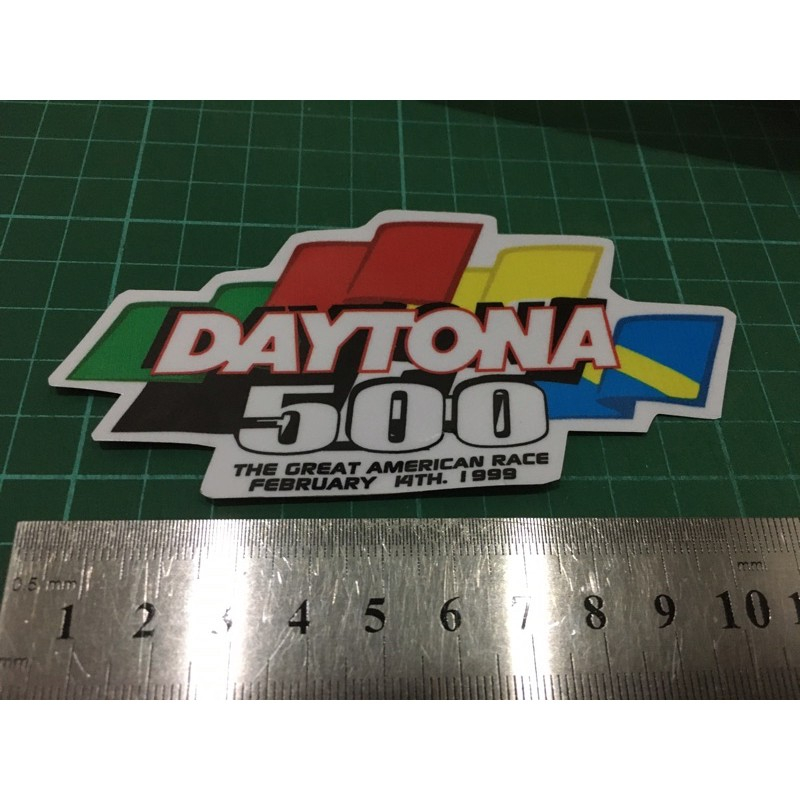 DAYTONA
500
THE GREAT AMERICAN RACE
FEBRUARY 14TH. 1999
0.5 mm
mm
1 2 3 4 5 6 7 8 9 10
mm